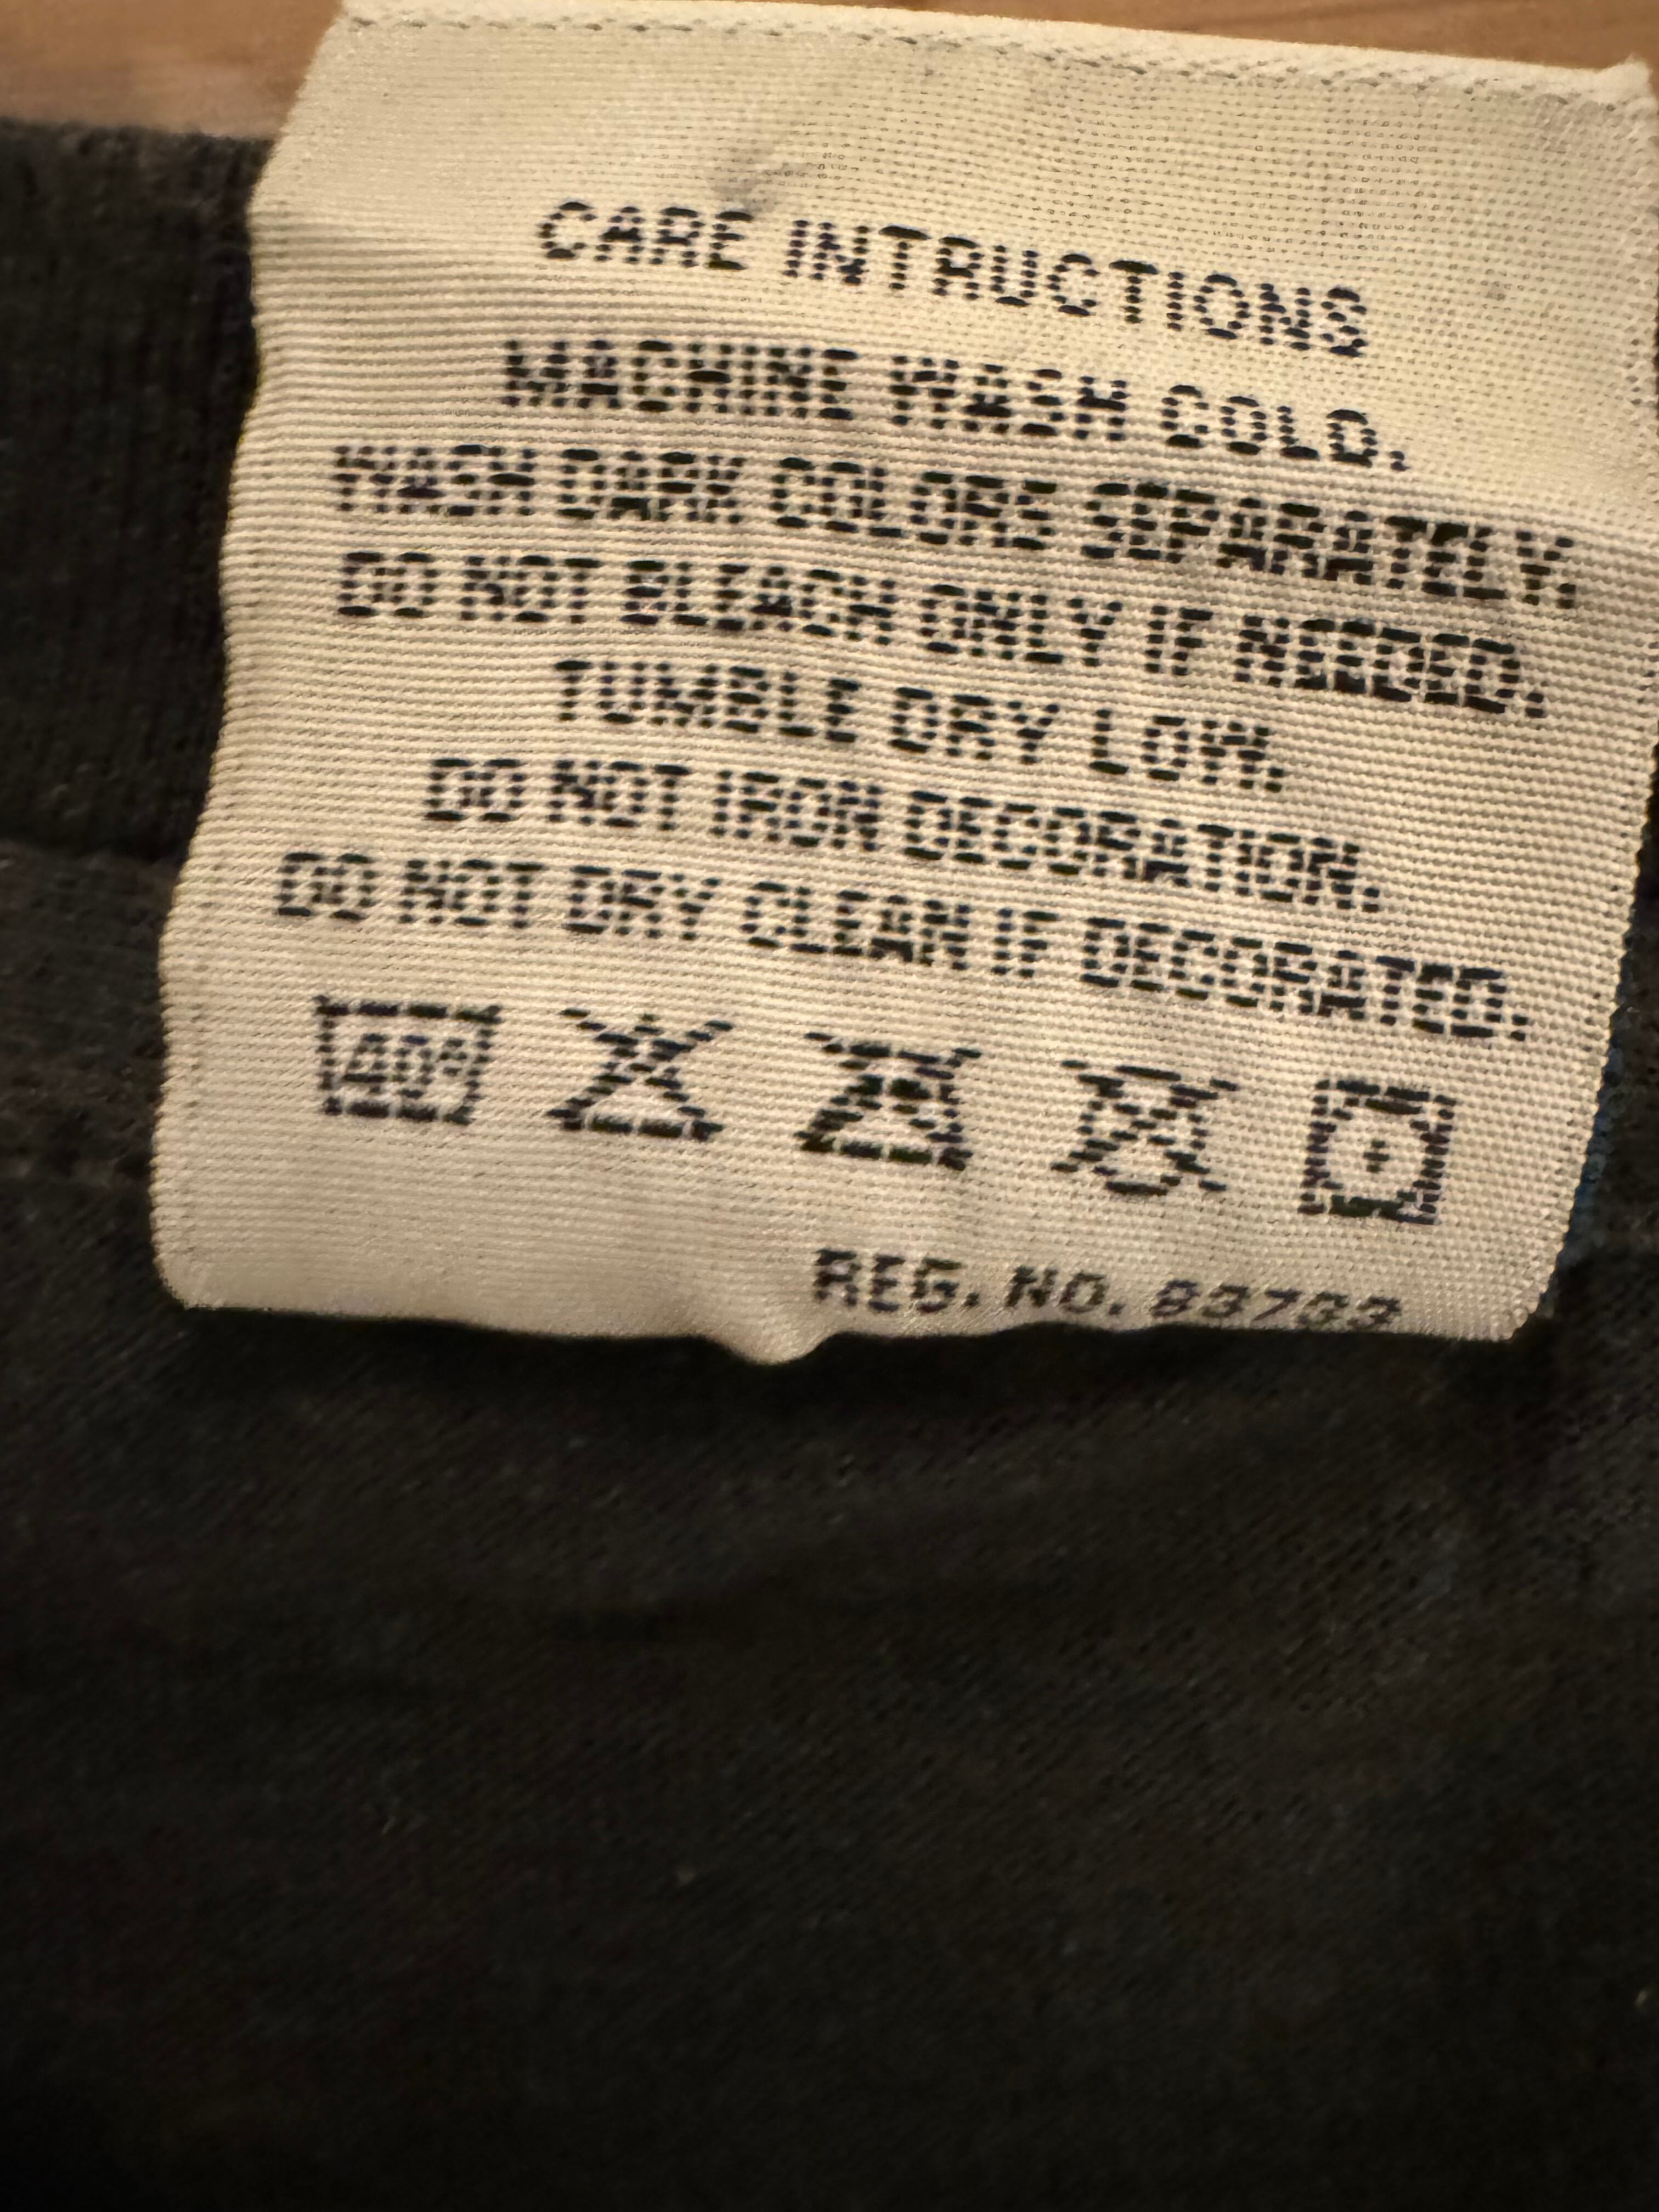 CARE INTRUCTIONS
MACHINE WASH COLD.
WASH DARK COLORS SEPARATELY.
DO NOT BLEACH ONLY IF NEEDED.
TUMBLE DRY LOW.
DO NOT IRON DECORATION.
DO NOT DRY CLEAN IF DECORATED.
40°
REG. NO.